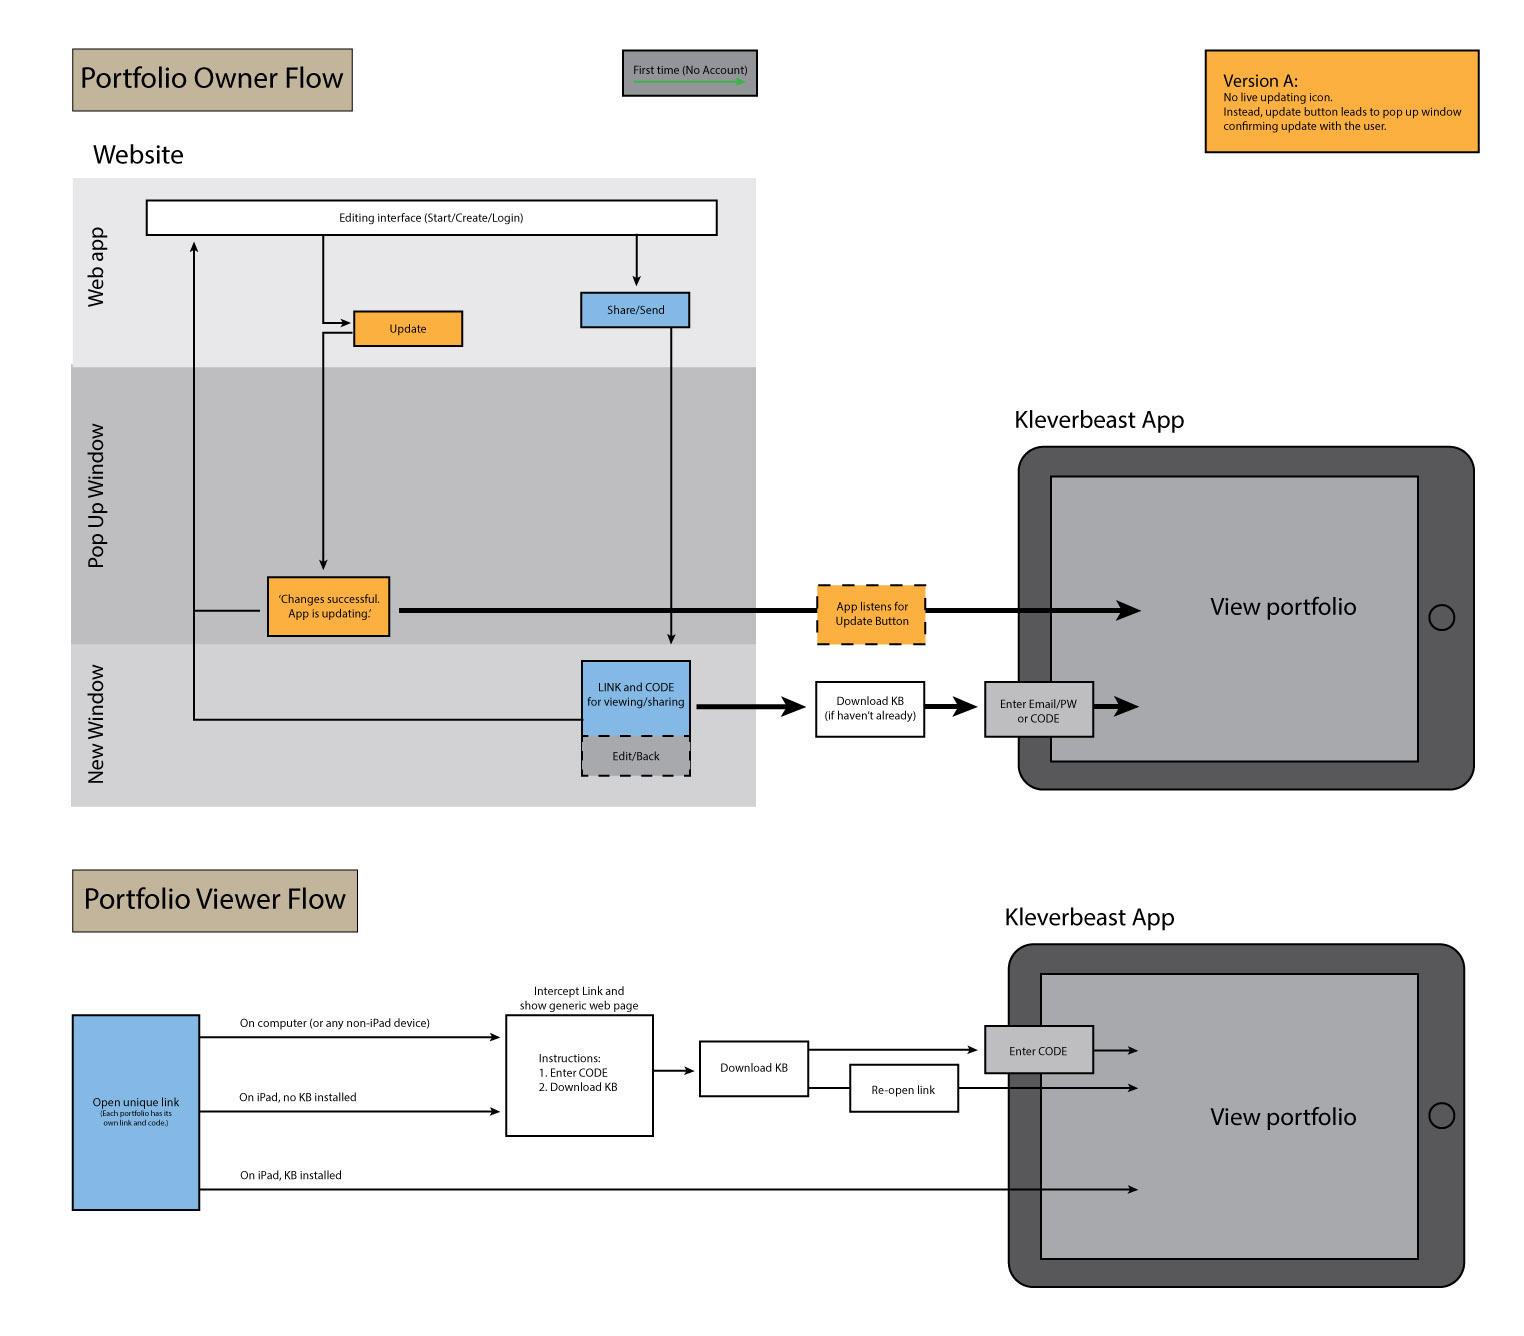 Portfolio Owner Flow
First time (No Account)
Version A:
No live updating icon.
Instead, update button leads to pop up window
confirming update with the user.
Website
Web app
Editing interface (Start/Create/Login)
Share/Send
Update
Pop Up Window
Kleverbeast App
'Changes successful.
App is updating.'
App listens for
Update Button
View portfolio
New Window
LINK and CODE
for viewing/sharing
Edit/Back
Download KB
(if haven't already)
Enter Email/PW
or CODE
Portfolio Viewer Flow
Kleverbeast App
Open unique link
(Each portfolio has its
own link and code.)
On computer (or any non-iPad device)
On iPad, no KB installed
On iPad, KB installed
Intercept Link and
show generic web page
Instructions:
1. Enter CODE
2. Download KB
Download KB
Re-open link
Enter CODE
View portfolio